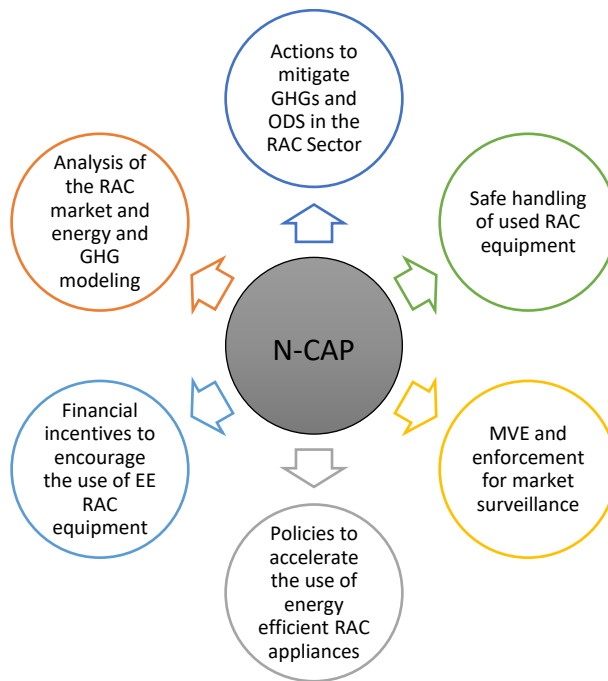 Actions to
mitigate
GHGs and
ODS in the
RAC Sector
Safe handling
of used RAC
equipment
MVE and
enforcement
for market
surveillance
Policies to
accelerate
the use of
energy
efficient RAC
appliances
Financial
incentives to
encourage
the use of EE
RAC
equipment
Analysis of
the RAC
market and
energy and
GHG
modeling
N-CAP